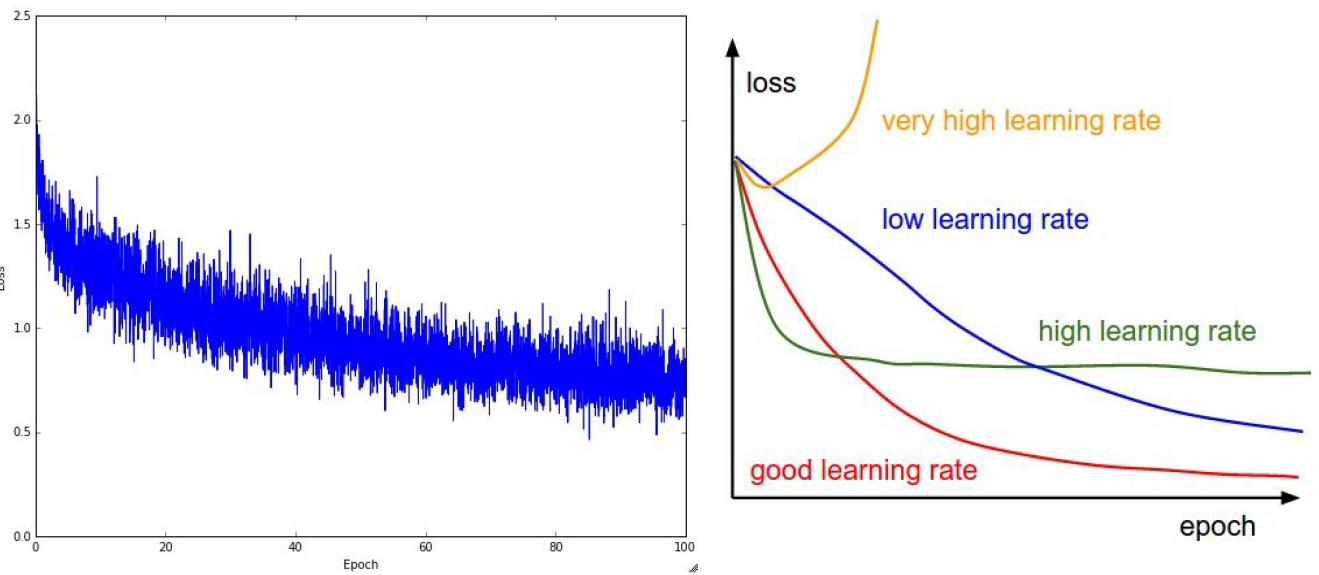 2.5
2.0
1.5
1.0
0.5
0.0
Loss
0
20
40
60
80
100
Epoch
loss
very high learning rate
low learning rate
high learning rate
good learning rate
epoch